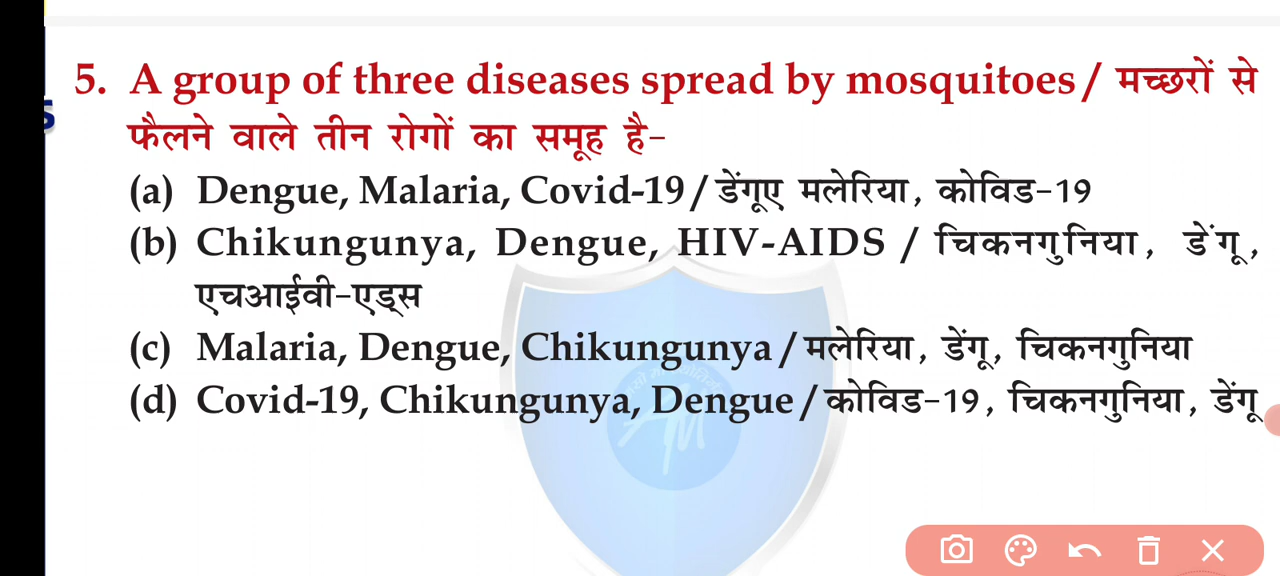 5. A group of three diseases spread by mosquitoes / मच्छरों से
फैलने वाले तीन रोगों का समूह है-
(a) Dengue, Malaria, Covid-19 / डेंगूए मलेरिया, कोविड-19
(b) Chikungunya, Dengue, HIV-AIDS / चिकनगुनिया, डेंगू,
एचआईवी-एड्स
(c) Malaria, Dengue, Chikungunya / मलेरिया, डेंगू, चिकनगुनिया
(d) Covid-19, Chikungunya, Dengue / कोविड-19, चिकनगुनिया, डेंगू